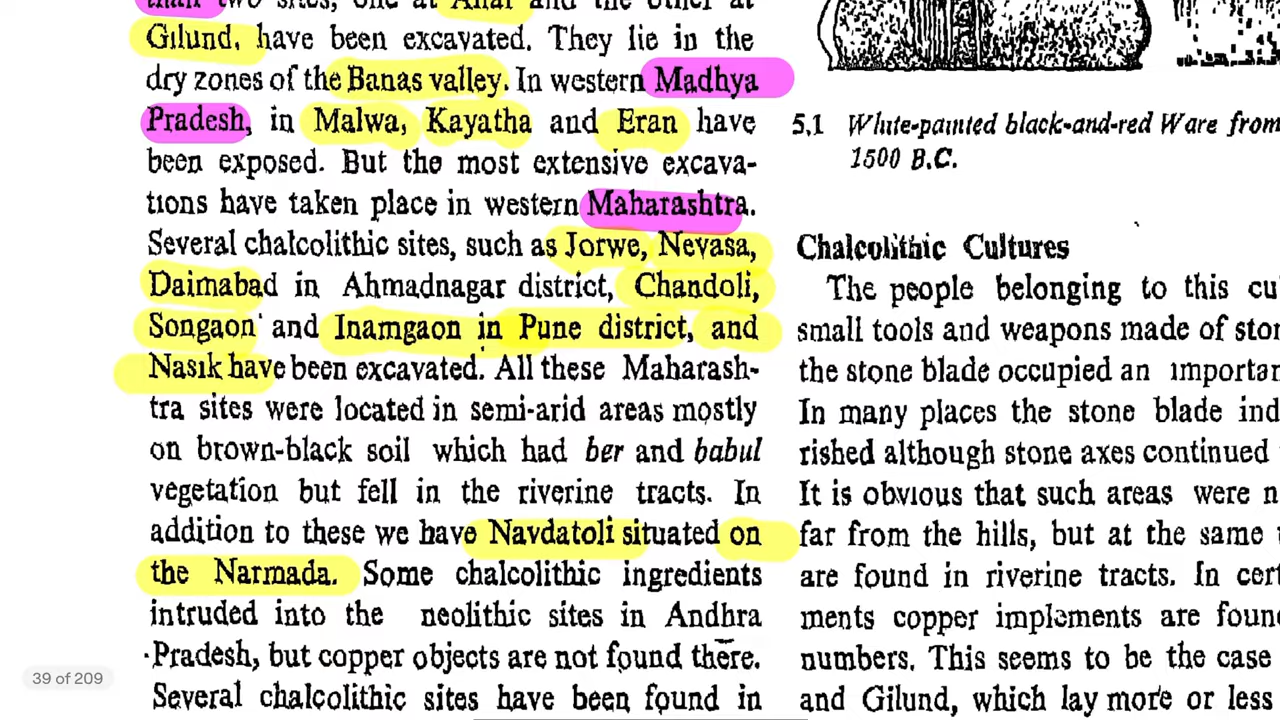 than two sites, one at Ahar and the other at
Gilund, have been excavated. They lie in the
dry zones of the Banas valley. In western Madhya
Pradesh, in Malwa, Kayatha and Eran have
been exposed. But the most extensive excava-
tions have taken place in western Maharashtra.
Several chalcolithic sites, such as Jorwe, Nevasa,
Daimabad in Ahmadnagar district, Chandoli,
Songaon and Inamgaon in Pune district, and
Nasik have been excavated. All these Maharash-
tra sites were located in semi-arid areas mostly
on brown-black soil which had ber and babul
vegetation but fell in the riverine tracts. In
addition to these we have Navdatoli situated on
the Narmada. Some chalcolithic ingredients
intruded into the neolithic sites in Andhra
Pradesh, but copper objects are not found there.
Several chalcolithic sites have been found in
5.1 White-painted black-and-red Ware from
1500 B.C.
Chalcolithic Cultures
The people belonging to this cu
small tools and weapons made of stor
the stone blade occupied an importar
In many places the stone blade ind
rished although stone axes continued
It is obvious that such areas were n
far from the hills, but at the same
are found in riverine tracts. In cert
ments copper implements are foun
numbers. This seems to be the case
and Gilund, which lay more or less
39 of 209